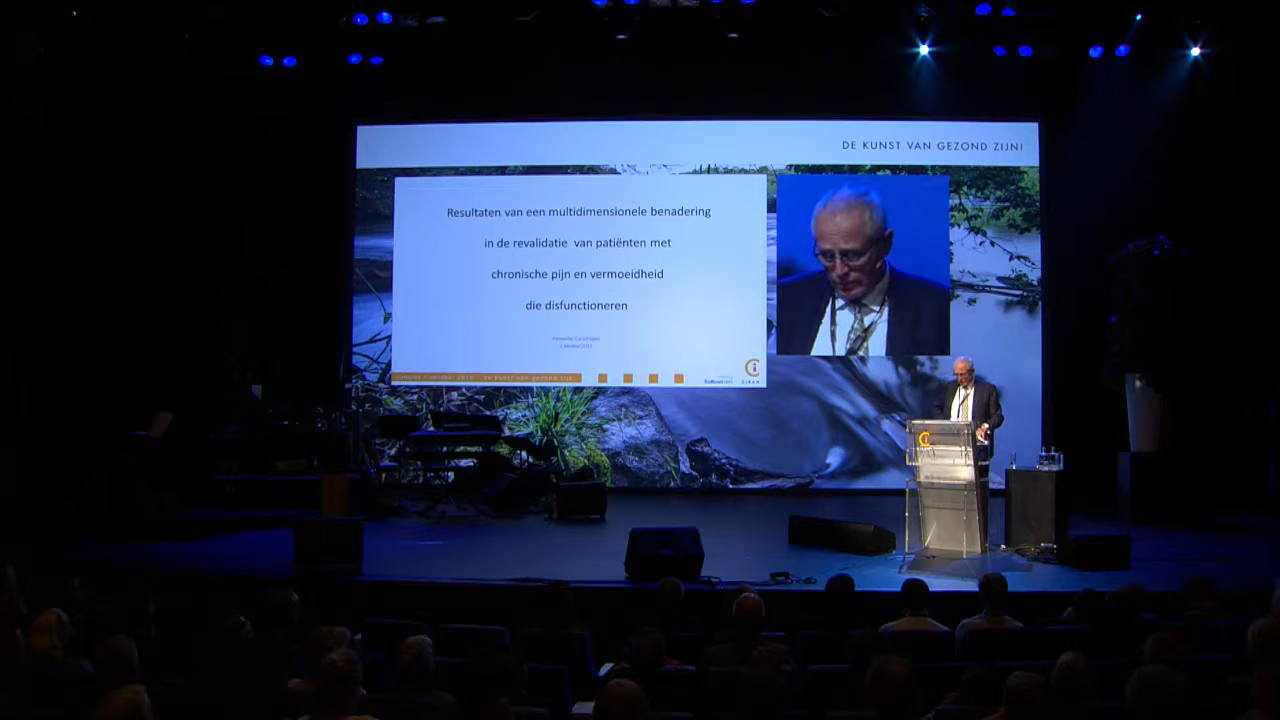 DE KUNST VAN GEZOND ZIJN!
Resultaten van een multidimensionele benadering
in de revalidatie van patiënten met
chronische pijn en vermoeidheid
die disfunctioneren
CIRAN